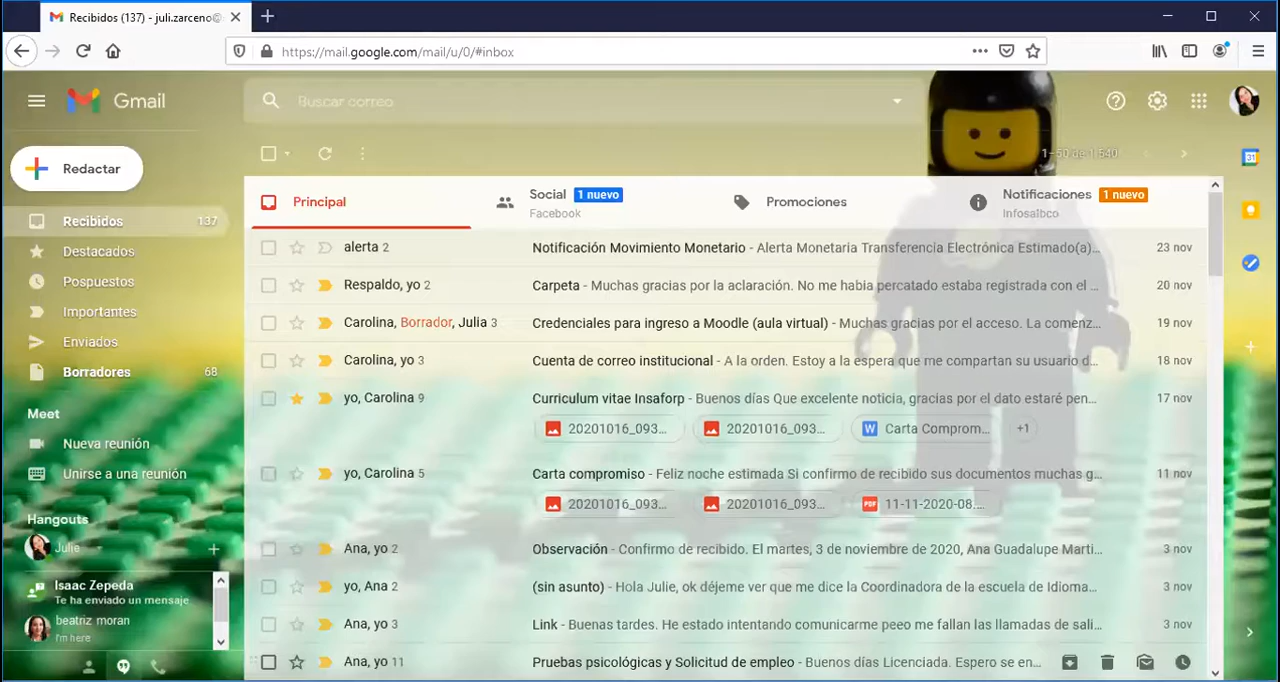 Recibidos (137) - juli.zarceno@
https://mail.google.com/mail/u/0/#inbox
Gmail
Buscar correo
Redactar
1–50 de 1,540
Recibidos 137
Destacados
Pospuestos
Importantes
Enviados
Borradores 68
Meet
Nueva reunión
Unirse a una reunión
Hangouts
Julie
Isaac Zepeda
Te ha enviado un mensaje
beatriz moran
I'm here
Principal
Social 1 nuevo
Facebook
Promociones
Notificaciones 1 nuevo
Infosalbco
alerta 2 Notificación Movimiento Monetario - Alerta Monetaria Transferencia Electrónica Estimado(a)... 23 nov
Respaldo, yo 2 Carpeta - Muchas gracias por la aclaración. No me había percatado estaba registrada con el ... 20 nov
Carolina, Borrador, Julia 3 Credenciales para ingreso a Moodle (aula virtual) - Muchas gracias por el acceso. La comenz... 19 nov
Carolina, yo 3 Cuenta de correo institucional - A la orden. Estoy a la espera que me compartan su usuario d... 18 nov
yo, Carolina 9 Curriculum vitae Insaforp - Buenos días Que excelente noticia, gracias por el dato estaré pen... 17 nov
20201016_093... 20201016_093... W Carta Comprom... +1
yo, Carolina 5 Carta compromiso - Feliz noche estimada Si confirmo de recibido sus documentos muchas g... 11 nov
20201016_093... 20201016_093... PDF 11-11-2020-08....
Ana, yo 2 Observación - Confirmo de recibido. El martes, 3 de noviembre de 2020, Ana Guadalupe Marti... 3 nov
yo, Ana 2 (sin asunto) - Hola Julie, ok déjeme ver que me dice la Coordinadora de la escuela de Idioma... 3 nov
Ana, yo 3 Link - Buenas tardes. He estado intentando comunicarme peeo me fallan las llamadas de sali... 3 nov
Ana, yo 11 Pruebas psicológicas y Solicitud de empleo - Buenos días Licenciada. Espero se en...